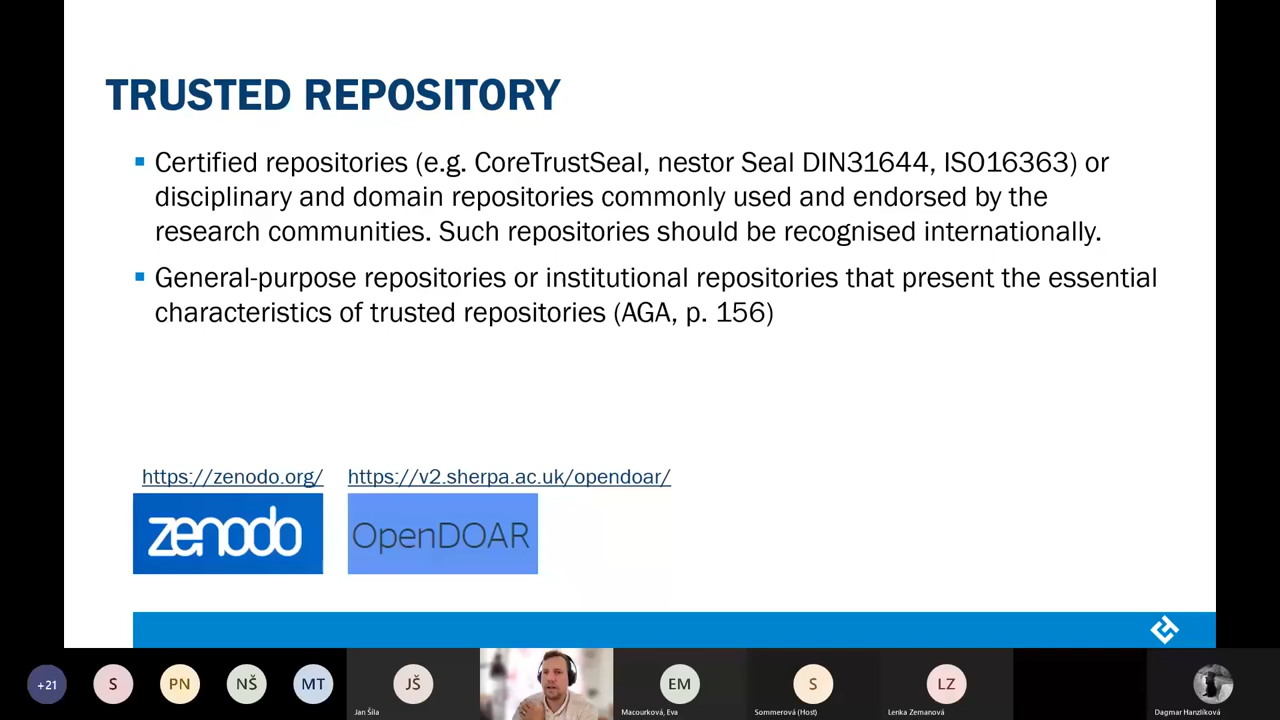 TRUSTED REPOSITORY
Certified repositories (e.g. CoreTrustSeal, nestor Seal DIN31644, ISO16363) or
disciplinary and domain repositories commonly used and endorsed by the
research communities. Such repositories should be recognised internationally.
General-purpose repositories or institutional repositories that present the essential
characteristics of trusted repositories (AGA, p. 156)
https://zenodo.org/ https://v2.sherpa.ac.uk/opendoar/
zenodo OpenDOAR
+21 S PN NŠ MT JŠ EM S LZ
Jan Šíla Macourková, Eva Sommerová (Host) Lenka Zemanová Dagmar Hanzlíková